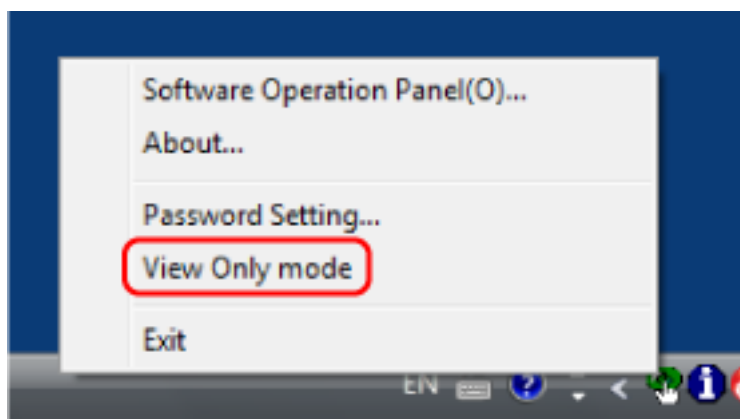 Software Operation Panel(O)...
About...
Password Setting...
View Only mode
Exit
EN ? < i